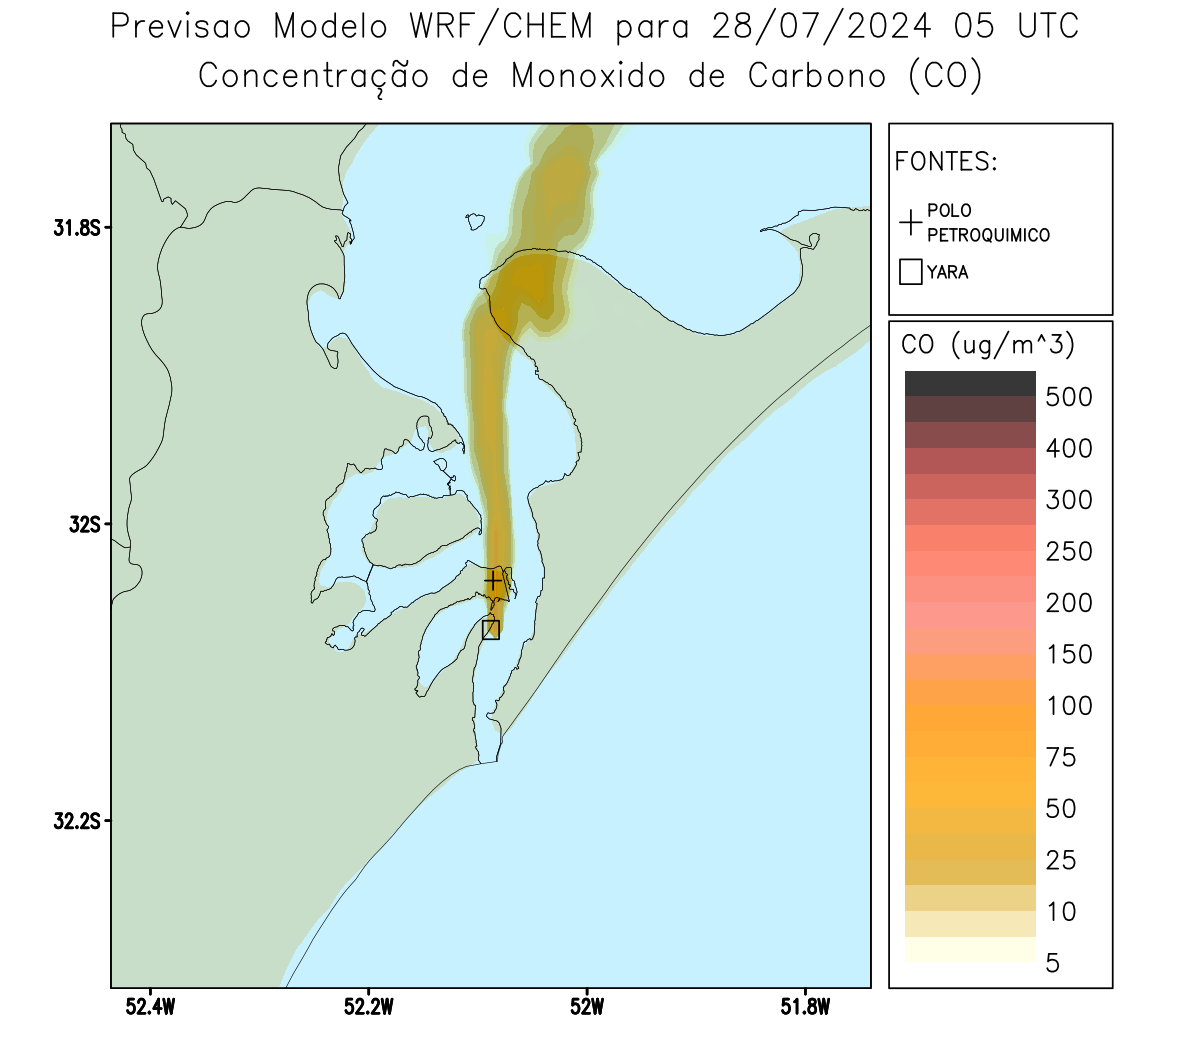 Previsao Modelo WRF/CHEM para 28/07/2024 05 UTC
Concentração de Monoxido de Carbono (CO)
FONTES:
POLO
PETROQUIMICO
YARA
31.8S
32S
32.2S
52.4W
52.2W
52W
51.8W
CO (ug/m^3)
500
400
300
250
200
150
100
75
50
25
10
5